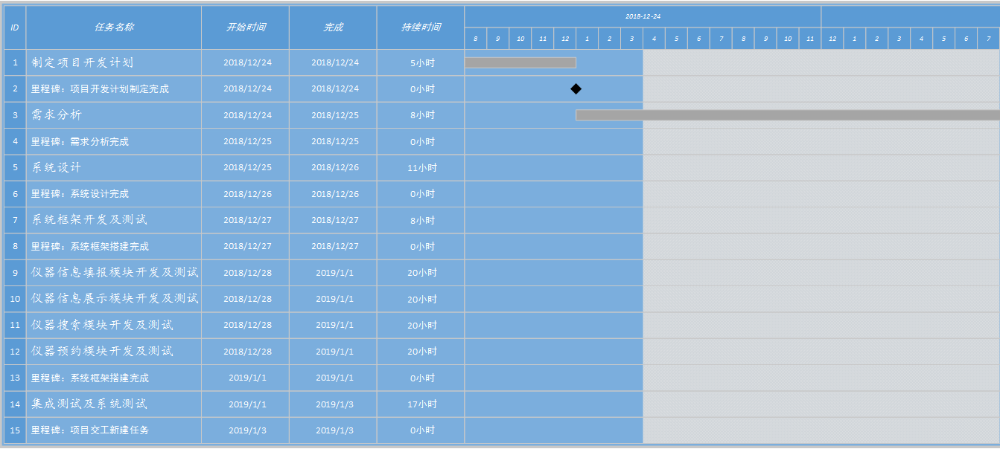 ID 任务名称 开始时间 完成 持续时间 2018-12-24
8 9 10 11 12 1 2 3 4 5 6 7 8 9 10 11 12 1 2 3 4 5 6 7
1 制定项目开发计划 2018/12/24 2018/12/24 5小时
2 里程碑：项目开发计划制定完成 2018/12/24 2018/12/24 0小时
3 需求分析 2018/12/24 2018/12/25 8小时
4 里程碑：需求分析完成 2018/12/25 2018/12/25 0小时
5 系统设计 2018/12/25 2018/12/26 11小时
6 里程碑：系统设计完成 2018/12/26 2018/12/26 0小时
7 系统框架开发及测试 2018/12/27 2018/12/27 8小时
8 里程碑：系统框架搭建完成 2018/12/27 2018/12/27 0小时
9 仪器信息填报模块开发及测试 2018/12/28 2019/1/1 20小时
10 仪器信息展示模块开发及测试 2018/12/28 2019/1/1 20小时
11 仪器搜索模块开发及测试 2018/12/28 2019/1/1 20小时
12 仪器预约模块开发及测试 2018/12/28 2019/1/1 20小时
13 里程碑：系统框架搭建完成 2019/1/1 2019/1/1 0小时
14 集成测试及系统测试 2019/1/1 2019/1/3 17小时
15 里程碑：项目交工新建任务 2019/1/3 2019/1/3 0小时